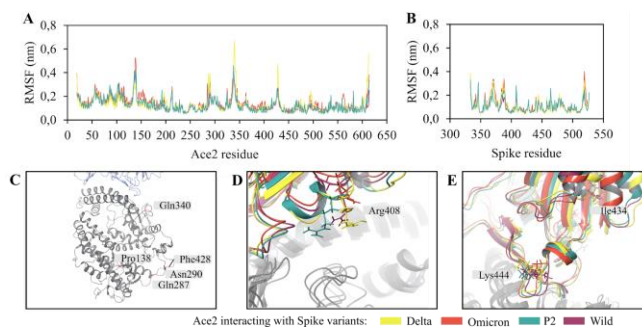 A
B
RMSF (nm)
0,8
0,6
0,4
0,2
0,0
0 50 100 150 200 250 300 350 400 450 500 550 600 650
Ace2 residue
RMSF (nm)
0,8
0,6
0,4
0,2
0,0
300 350 400 450 500 550
Spike residue
C
Gln340
Pro138
Phe428
Asn290
Gln287
D
Arg408
E
Ile434
Lys444
Ace2 interacting with Spike variants: Delta Omicron P2 Wild